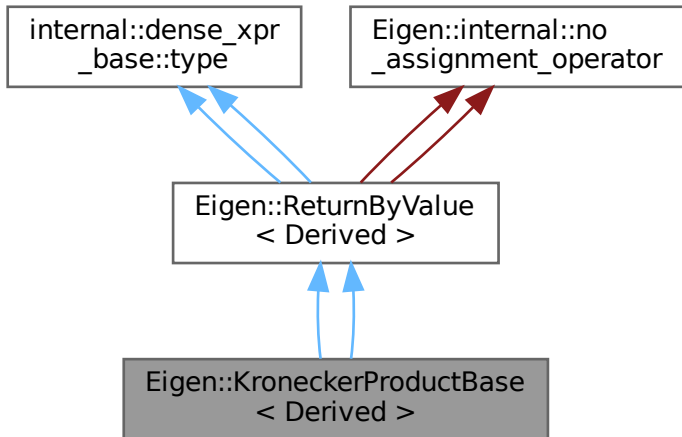 internal::dense_xpr
_base::type
Eigen::internal::no
_assignment_operator
Eigen::ReturnByValue
< Derived >
Eigen::KroneckerProductBase
< Derived >